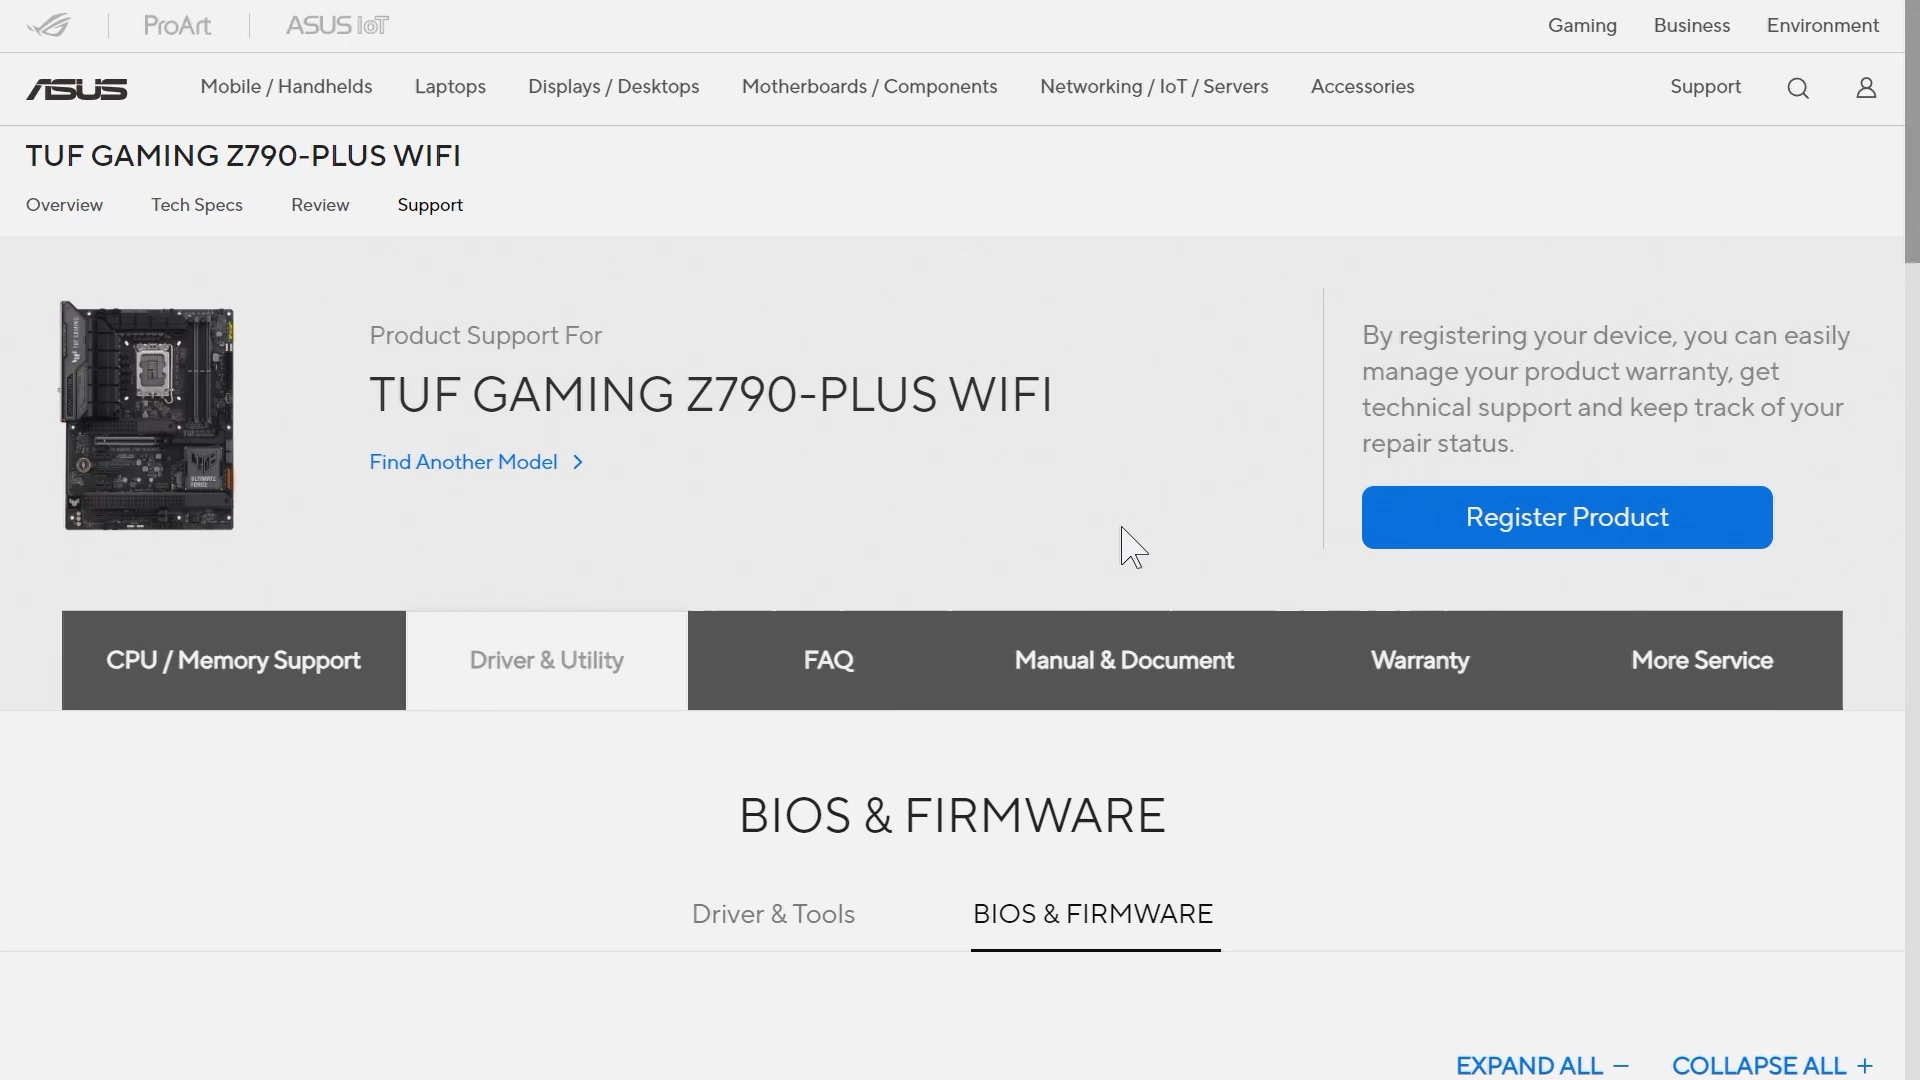 ProArt
ASUS IoT
Gaming
Business
Environment
ASUS
Mobile / Handhelds
Laptops
Displays / Desktops
Motherboards / Components
Networking / IoT / Servers
Accessories
Support
TUF GAMING Z790-PLUS WIFI
Overview
Tech Specs
Review
Support
Product Support For
TUF GAMING Z790-PLUS WIFI
Find Another Model
By registering your device, you can easily
manage your product warranty, get
technical support and keep track of your
repair status.
Register Product
CPU / Memory Support
Driver & Utility
FAQ
Manual & Document
Warranty
More Service
BIOS & FIRMWARE
Driver & Tools
BIOS & FIRMWARE
EXPAND ALL −
COLLAPSE ALL +